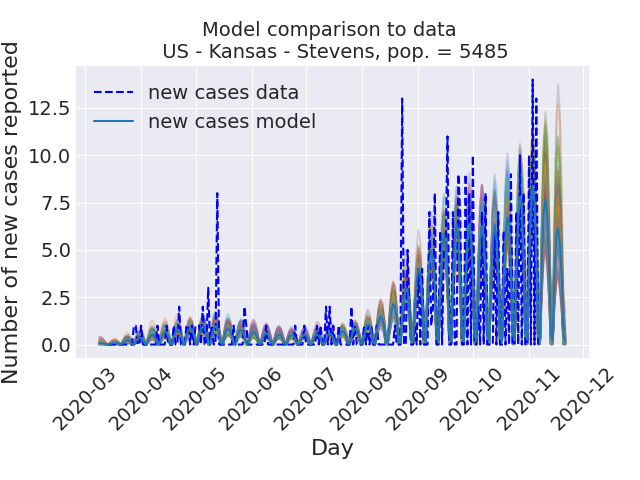 Model comparison to data
US - Kansas - Stevens, pop. = 5485
new cases data
new cases model
Number of new cases reported
12.5
10.0
7.5
5.0
2.5
0.0
2020-03
2020-04
2020-05
2020-06
2020-07
2020-08
2020-09
2020-10
2020-11
2020-12
Day